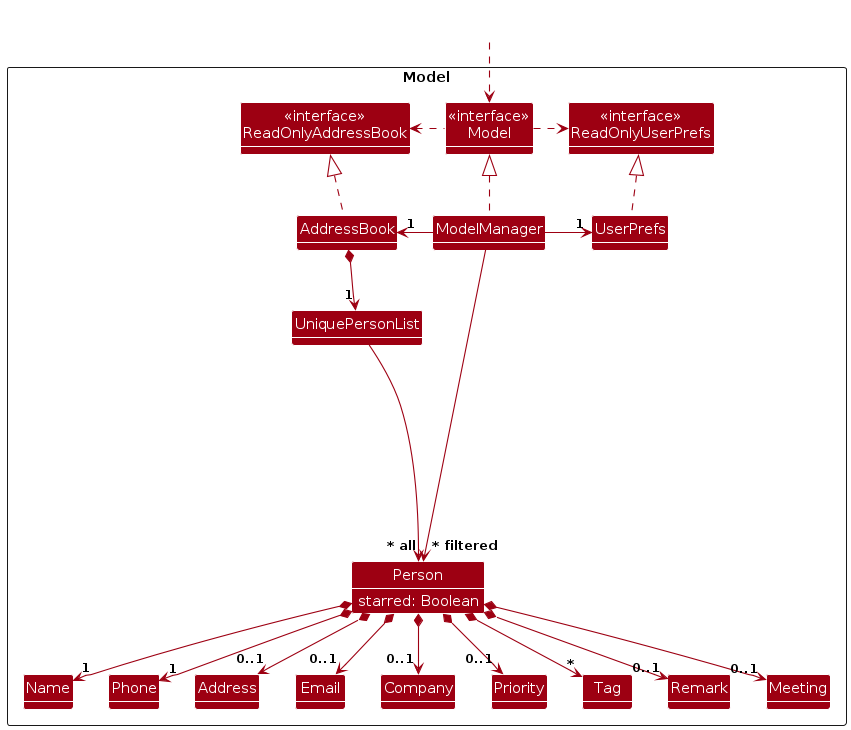 Model
«interface»
ReadOnlyAddressBook
«interface»
Model
«interface»
ReadOnlyUserPrefs
AddressBook
1
ModelManager
1
UserPrefs
1
UniquePersonList
* all
* filtered
Person
starred: Boolean
1
1
0..1
0..1
0..1
0..1
*
0..1
0..1
Name
Phone
Address
Email
Company
Priority
Tag
Remark
Meeting